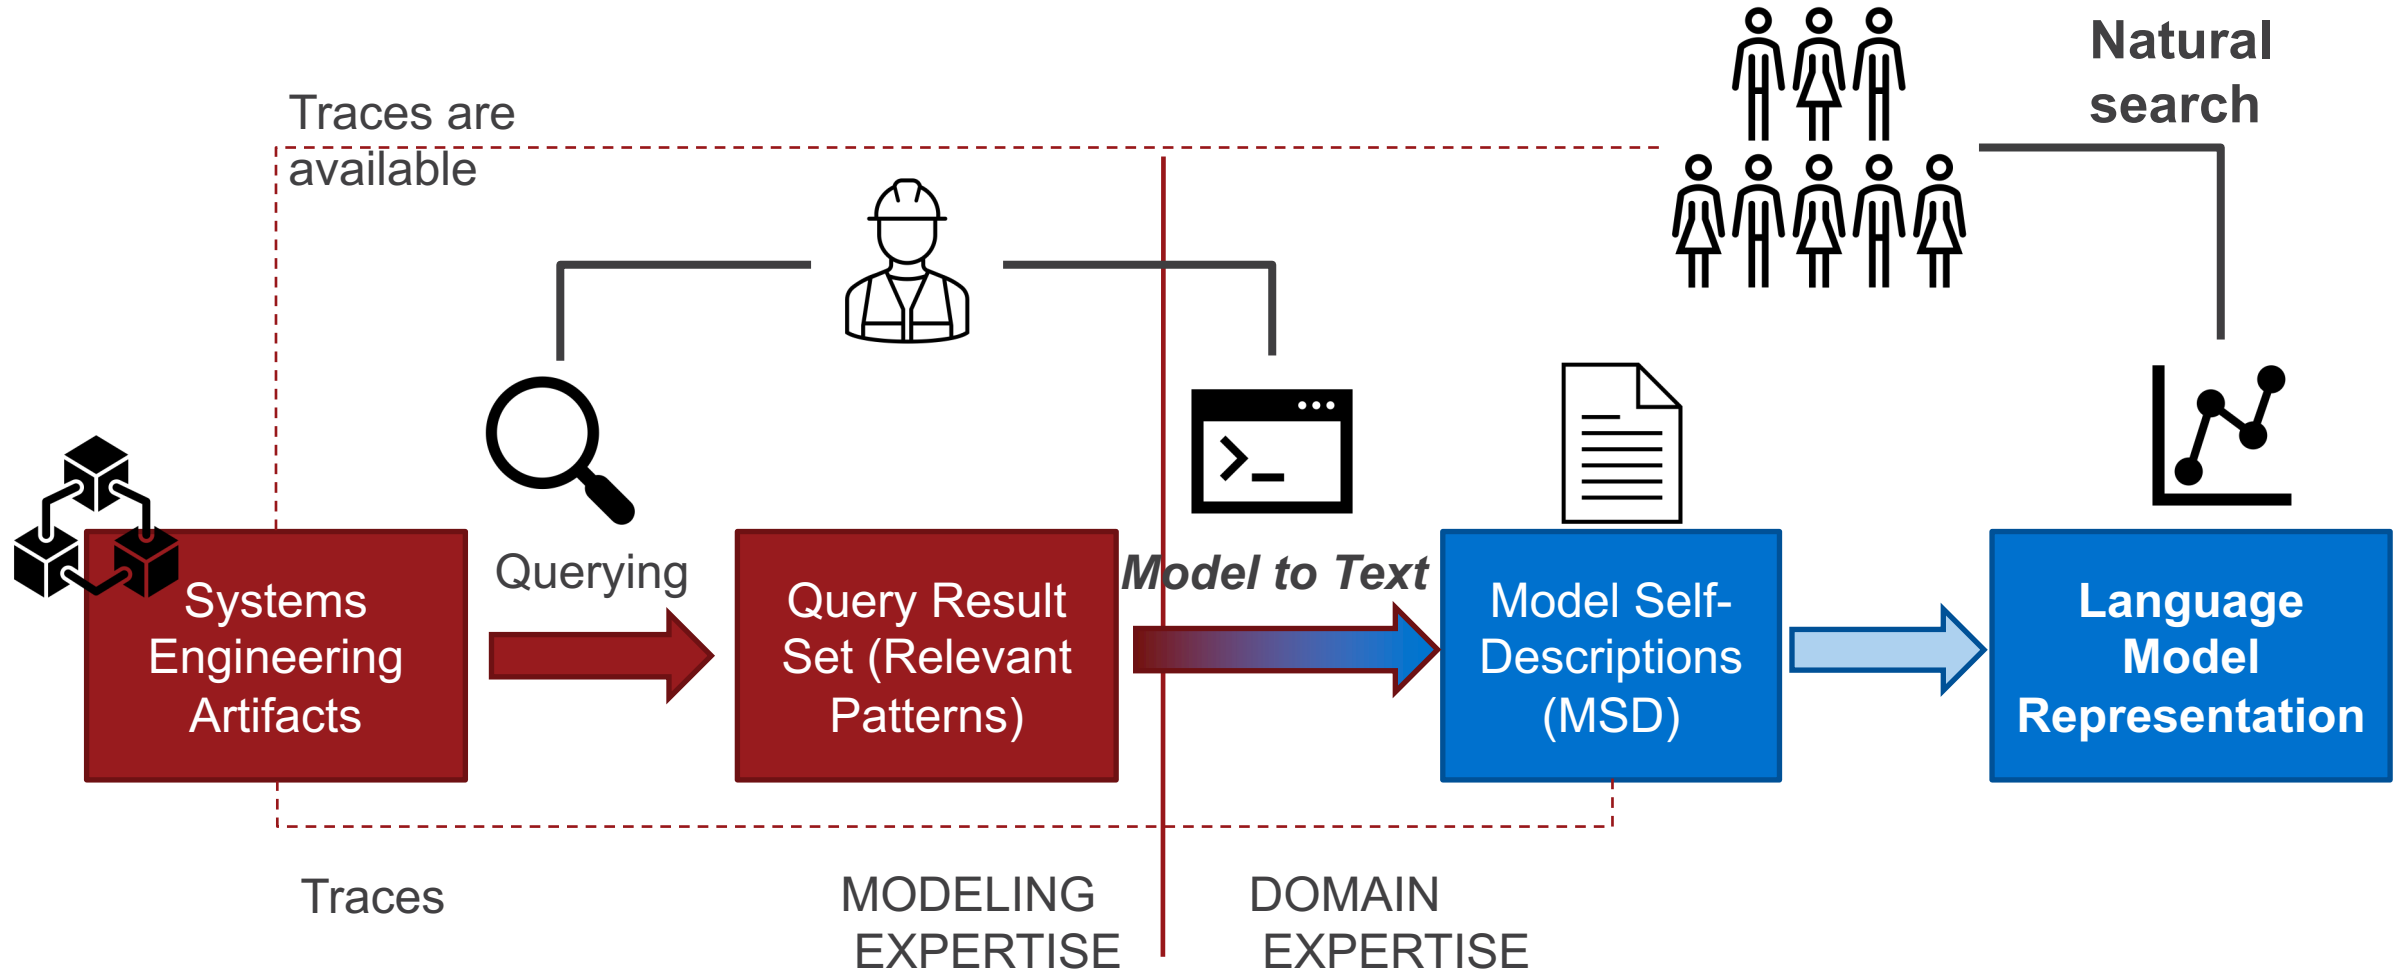 Natural
search
Traces are
available
Querying
Model to Text
Systems
Engineering
Artifacts
Query Result
Set (Relevant
Patterns)
Model Self-
Descriptions
(MSD)
Language
Model
Representation
Traces
MODELING
EXPERTISE
DOMAIN
EXPERTISE